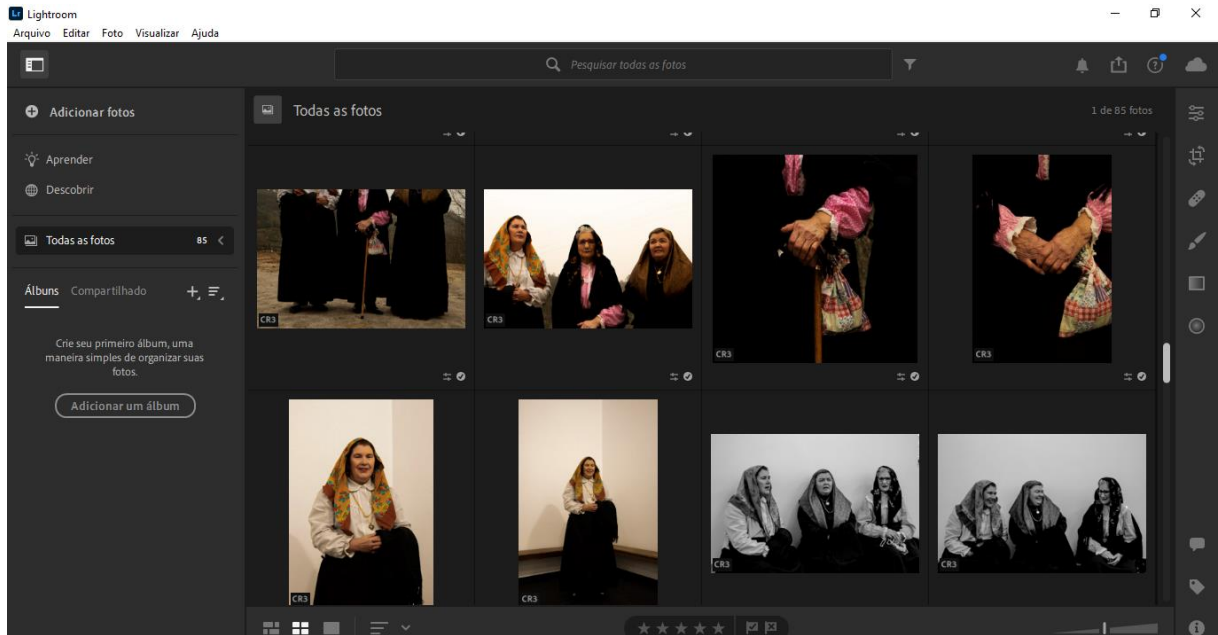 Lr Lightroom
Arquivo Editar Foto Visualizar Ajuda
Pesquisar todas as fotos
Adicionar fotos
Todas as fotos
1 de 85 fotos
Aprender
Descobrir
Todas as fotos 85
Álbuns Compartilhado
Crie seu primeiro álbum, uma
maneira simples de organizar suas
fotos.
Adicionar um álbum
CR3
CR3
CR3
CR3
CR3
CR3
CR3
CR3